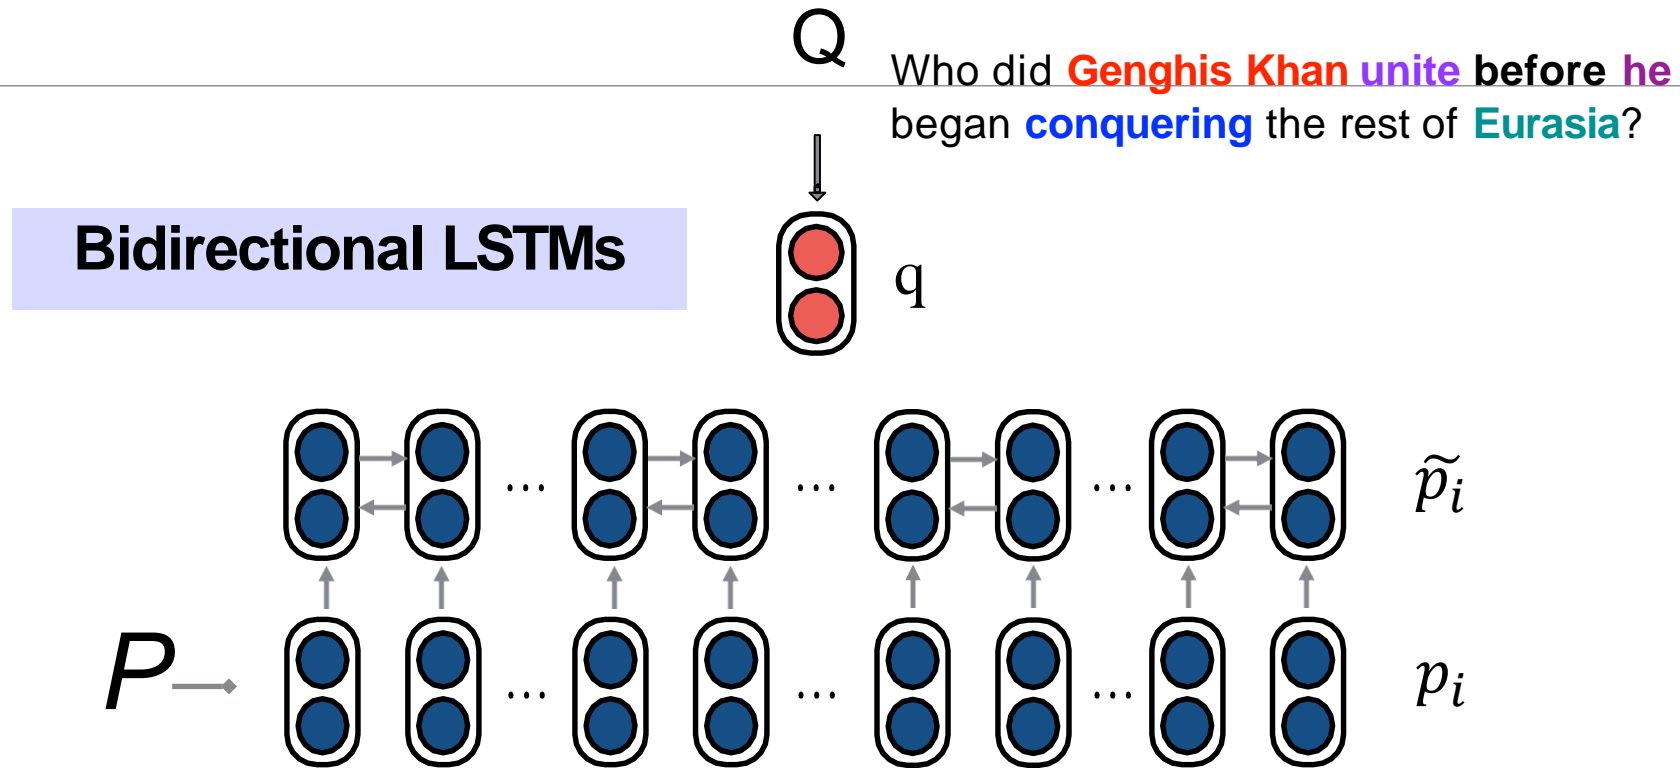 Q
Who did Genghis Khan unite before he
began conquering the rest of Eurasia?
Bidirectional LSTMs
q
... ... ... p̃ᵢ
P
... ... ... pᵢ